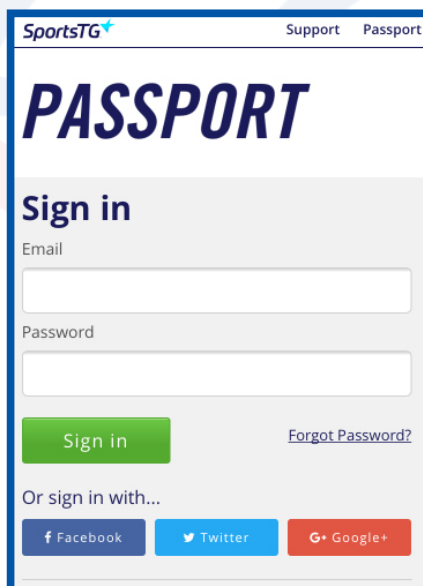 SportsTG Support Passport
PASSPORT
Sign in
Email
Password
Sign in Forgot Password?
Or sign in with...
f Facebook Twitter G+ Google+